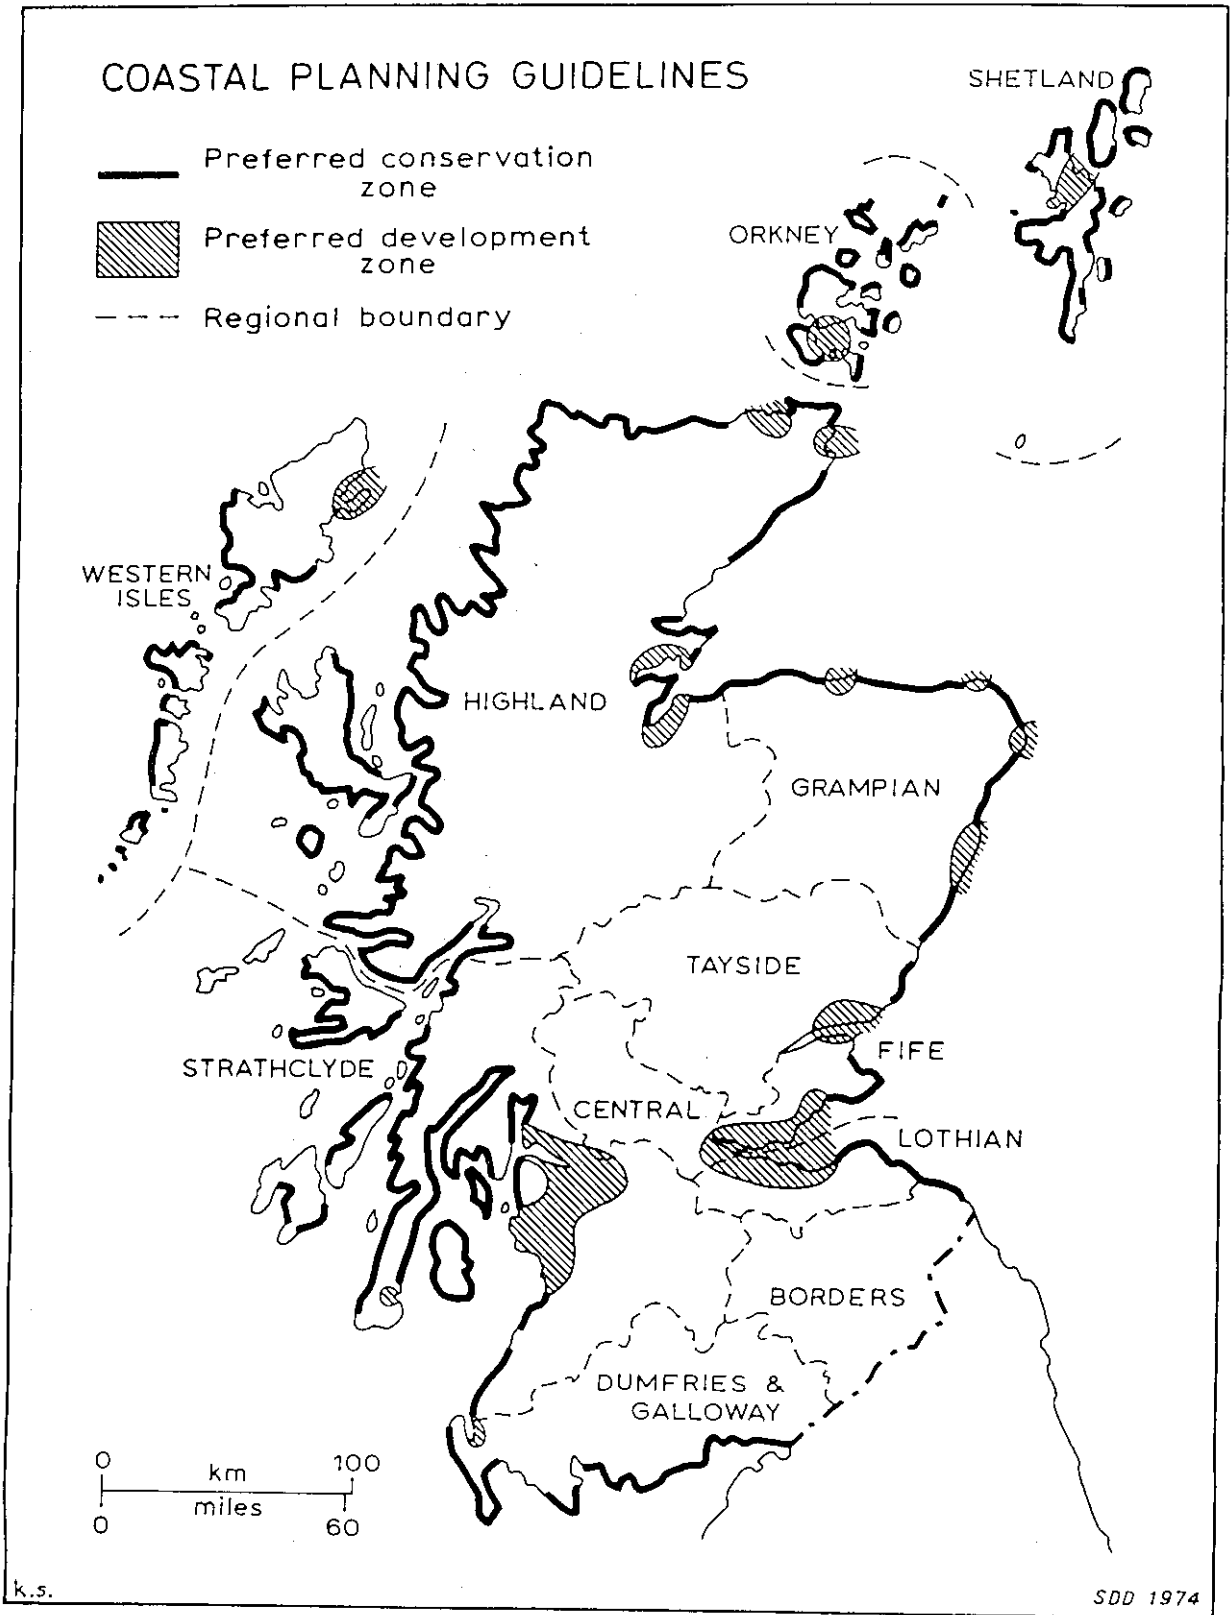 COASTAL PLANNING GUIDELINES
SHETLAND
Preferred conservation
zone
Preferred development
zone
ORKNEY
Regional boundary
WESTERN
ISLES
HIGHLAND
GRAMPIAN
TAYSIDE
FIFE
STRATHCLYDE
CENTRAL
LOTHIAN
BORDERS
DUMFRIES &
GALLOWAY
0 100
km
miles
0 60
k.s.
SDD 1974